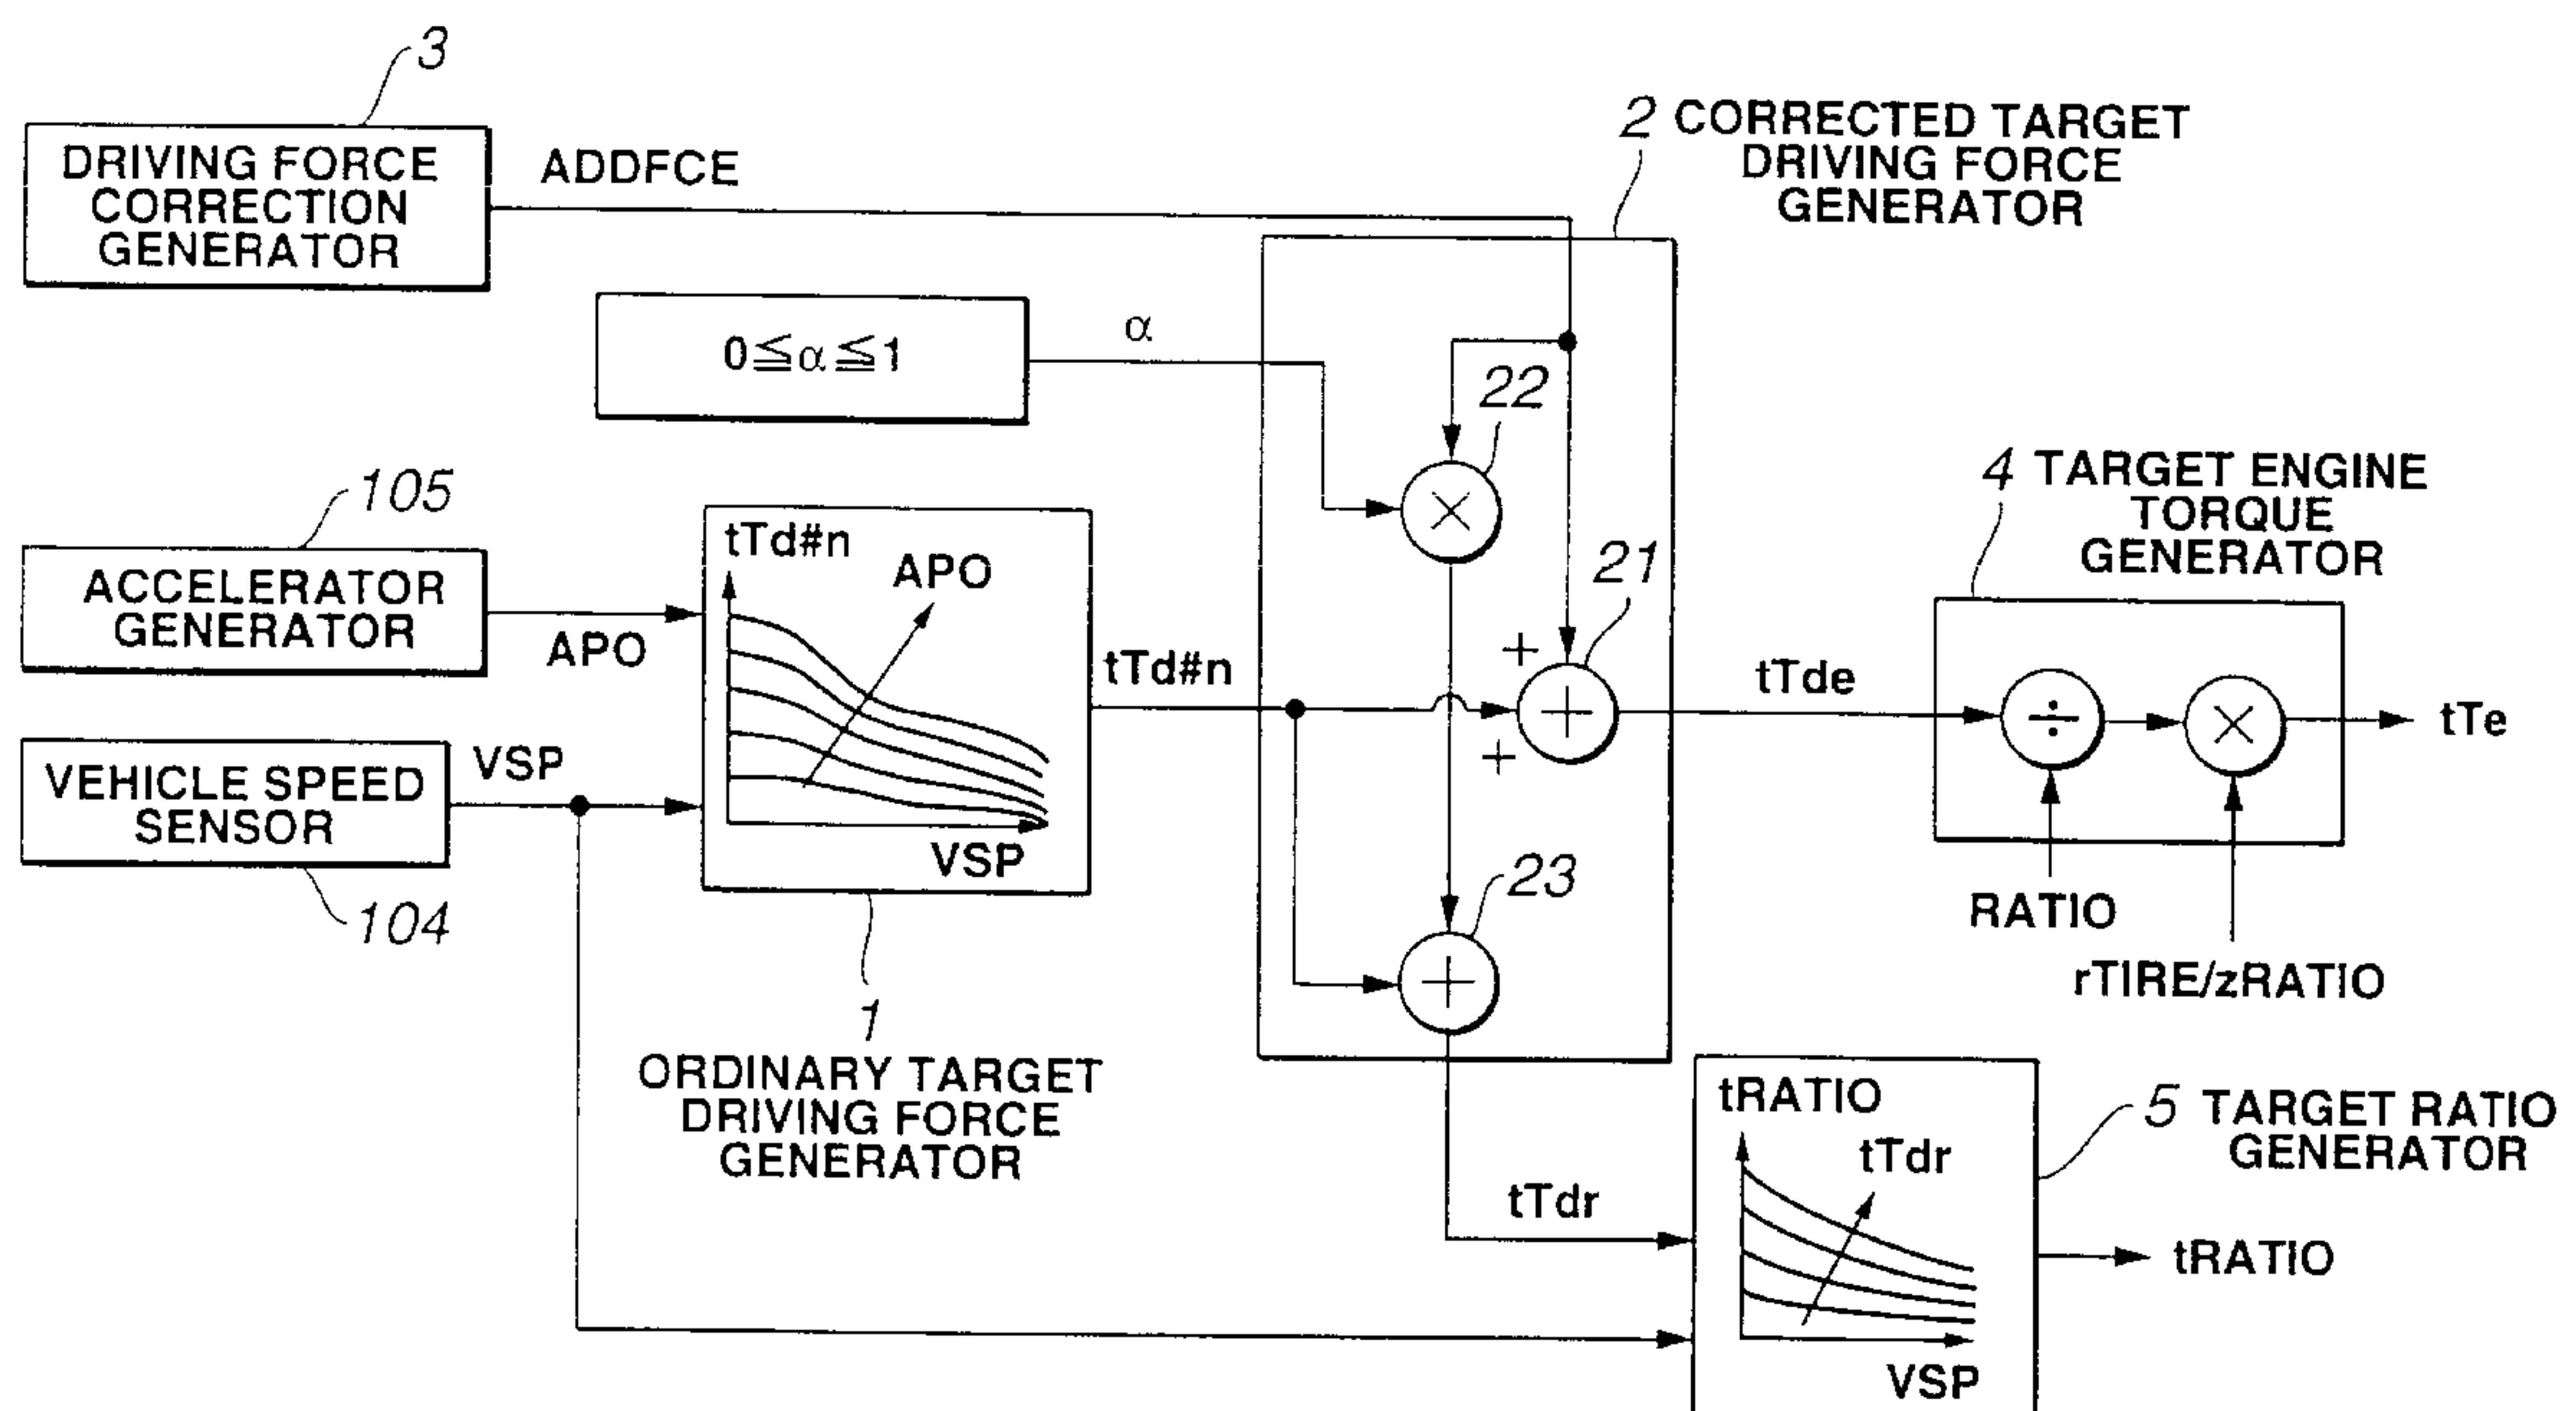 3
DRIVING FORCE
CORRECTION
GENERATOR
ADDFCE
2 CORRECTED TARGET
DRIVING FORCE
GENERATOR
0≦α≦1
α
22
×
105
ACCELERATOR
GENERATOR
APO
VEHICLE SPEED
SENSOR
VSP
104
tTd#n
APO
VSP
1
ORDINARY TARGET
DRIVING FORCE
GENERATOR
tTd#n
21
+
+
+
23
+
tTde
4 TARGET ENGINE
TORQUE
GENERATOR
÷
×
tTe
RATIO
rTIRE/zRATIO
tTdr
tRATIO
tTdr
VSP
5 TARGET RATIO
GENERATOR
tRATIO